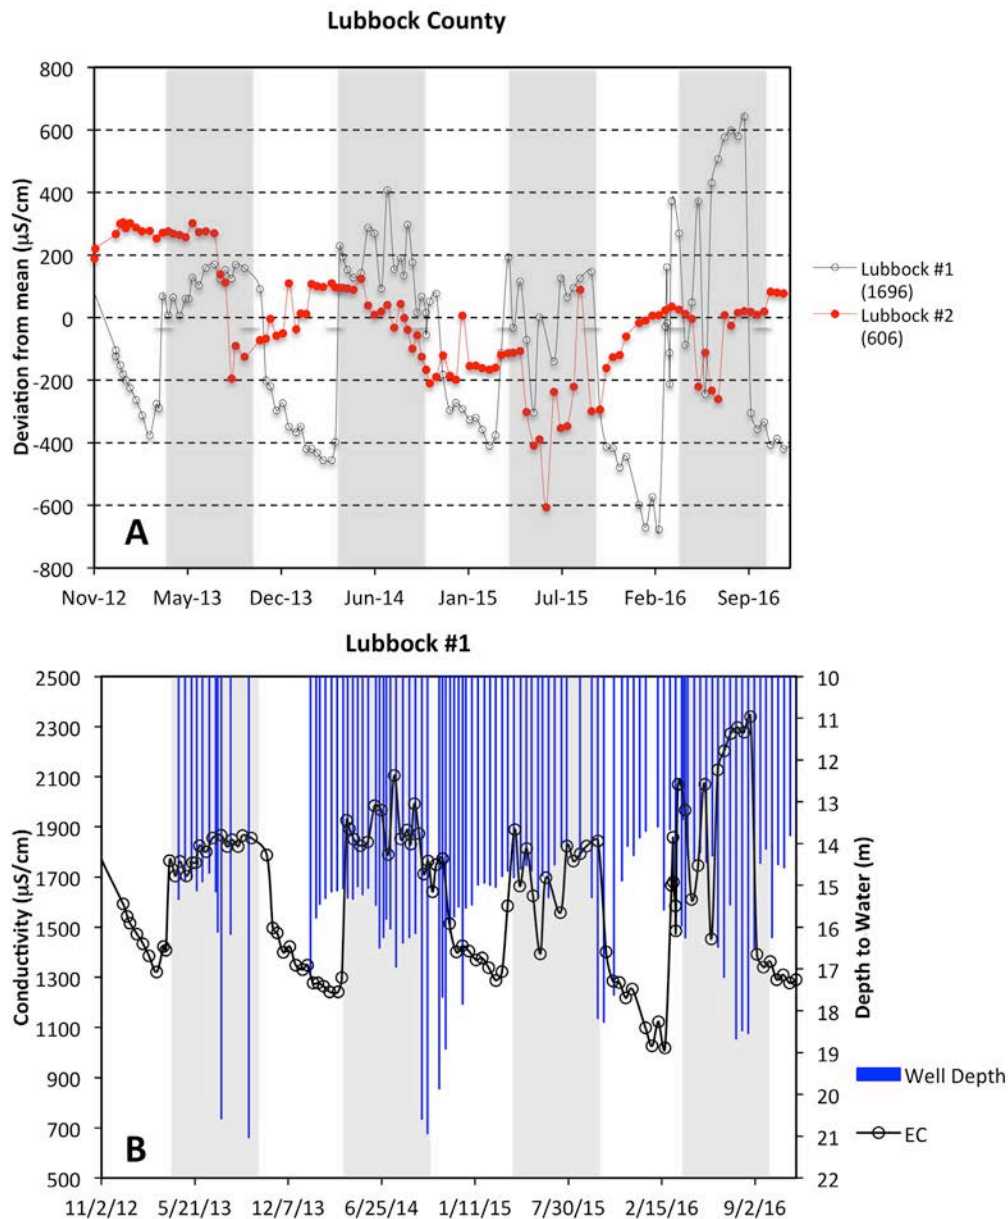 Lubbock County
800
600
400
200
0
-200
-400
-600
-800
Deviation from mean (µS/cm)
A
Nov-12 May-13 Dec-13 Jun-14 Jan-15 Jul-15 Feb-16 Sep-16
Lubbock #1
(1696)
Lubbock #2
(606)
Lubbock #1
2500
2300
2100
1900
1700
1500
1300
1100
900
700
500
Conductivity (µS/cm)
10
11
12
13
14
15
16
17
18
19
20
21
22
Depth to Water (m)
B
11/2/12 5/21/13 12/7/13 6/25/14 1/11/15 7/30/15 2/15/16 9/2/16
Well Depth
EC